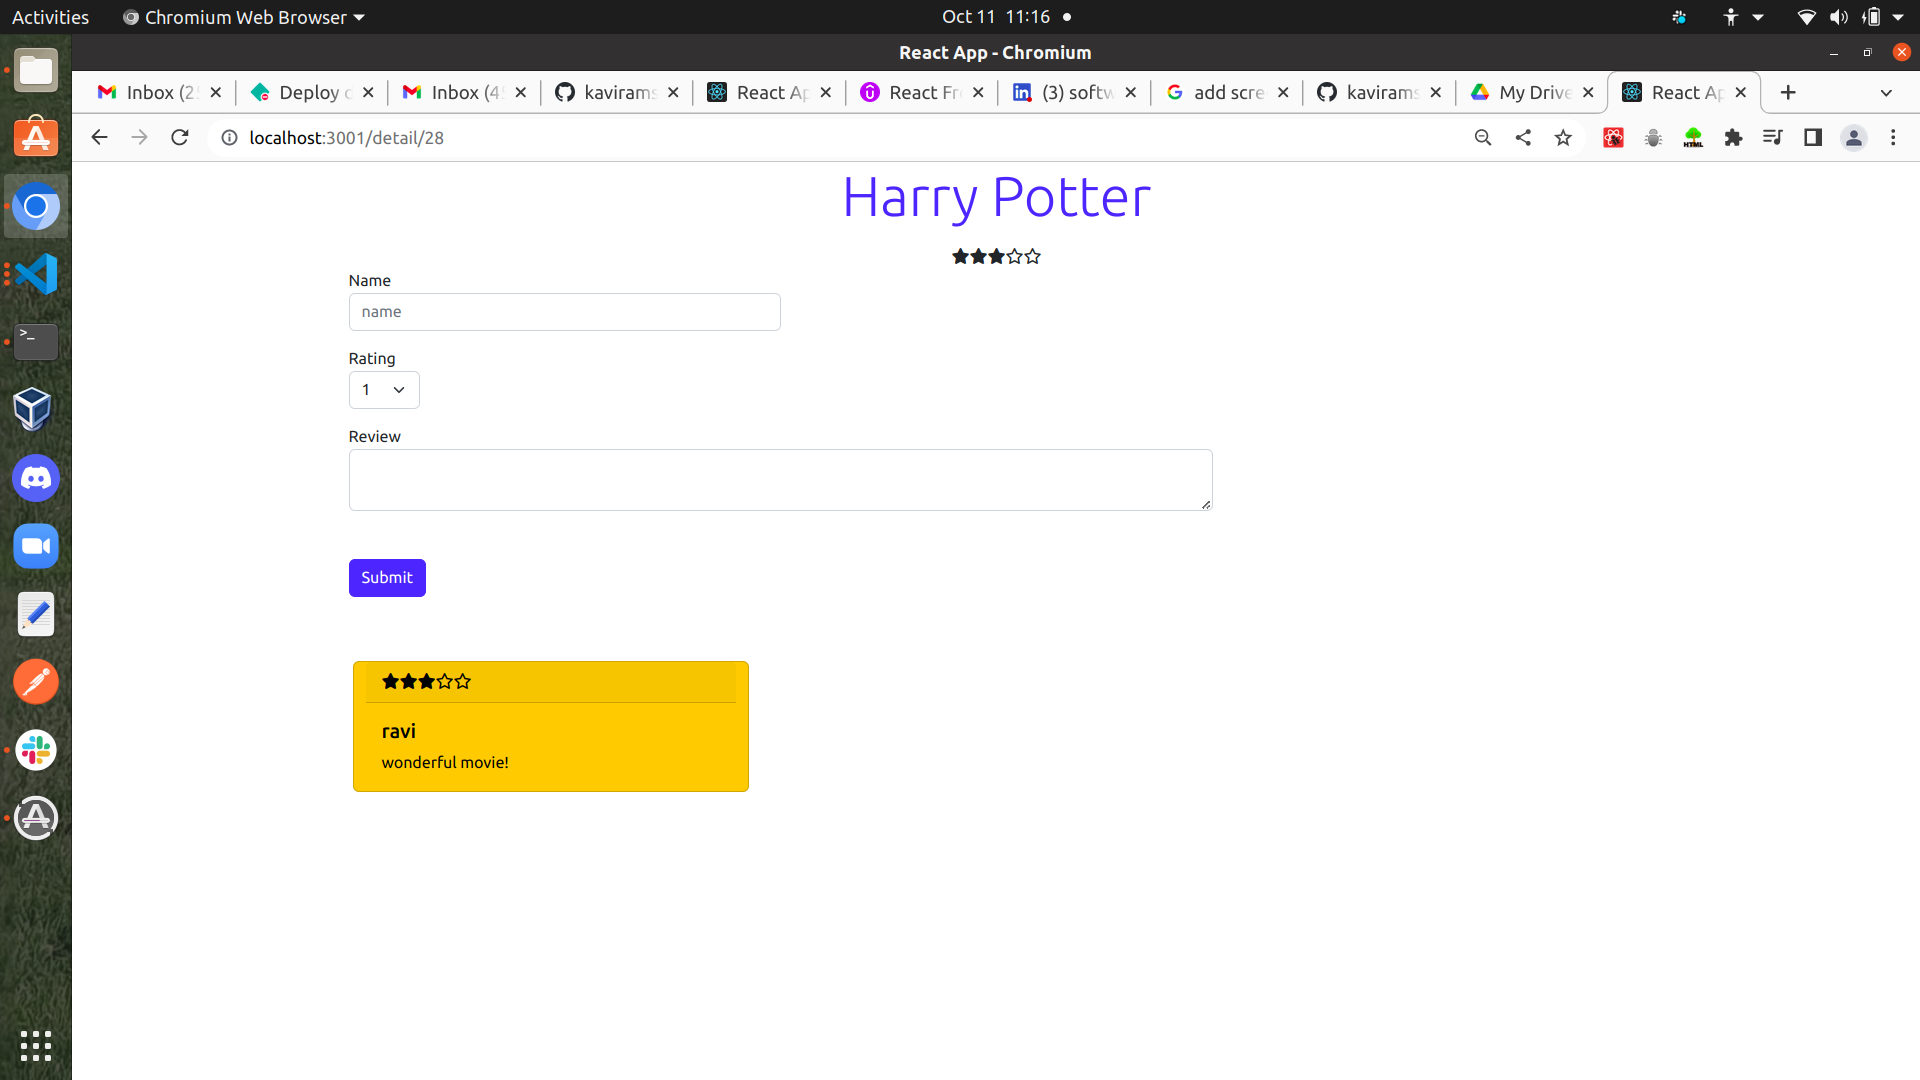 Activities
Chromium Web Browser
Oct 11 11:16
React App - Chromium
Inbox (2
Deploy
Inbox (4
kavirams
React Ap
React Fr
(3) softw
add scre
kavirams
My Drive
React Ap
localhost:3001/detail/28
HTML
Harry Potter
Name
name
Rating
1
Review
Submit
ravi
wonderful movie!